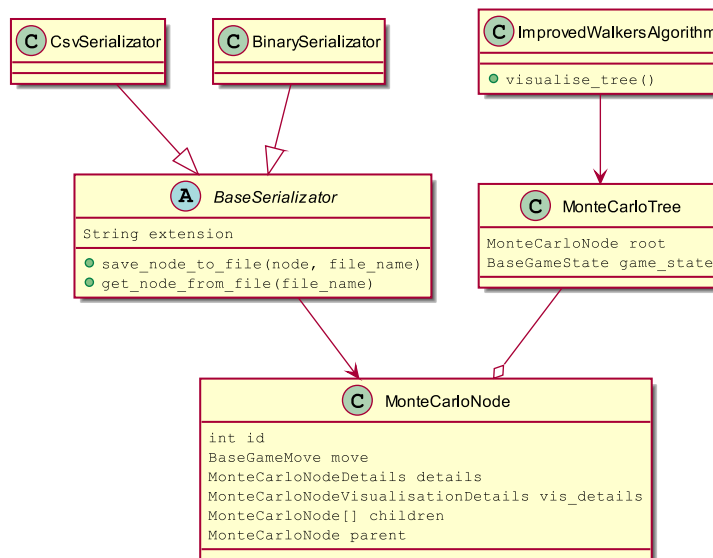 C CsvSerializator
C BinarySerializator
C ImprovedWalkersAlgorithm
visualise_tree()
A BaseSerializator
String extension
save_node_to_file(node, file_name)
get_node_from_file(file_name)
C MonteCarloTree
MonteCarloNode root
BaseGameState game_state
C MonteCarloNode
int id
BaseGameMove move
MonteCarloNodeDetails details
MonteCarloNodeVisualisationDetails vis_details
MonteCarloNode[] children
MonteCarloNode parent